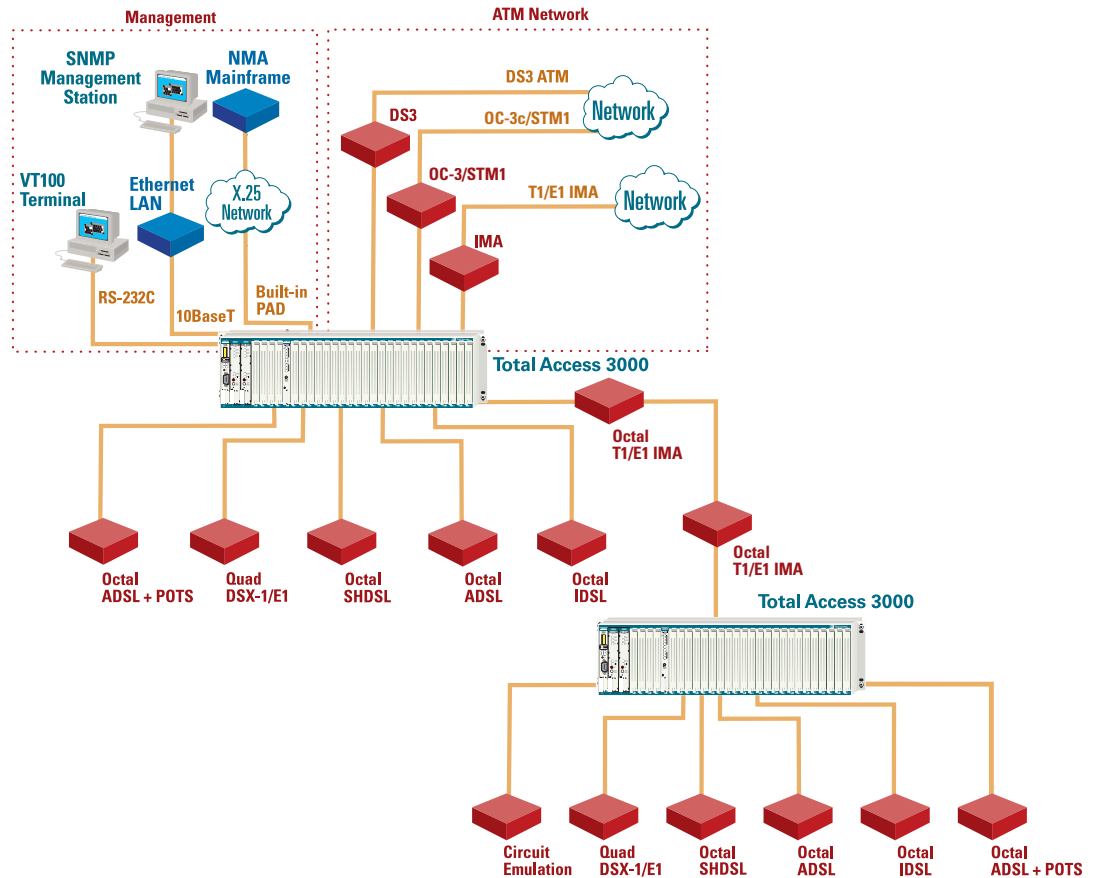 Management
ATM Network
SNMP
Management
Station
NMA
Mainframe
VT100
Terminal
Ethernet
LAN
X.25
Network
RS-232C
10BaseT
Built-in
PAD
DS3
DS3 ATM
Network
OC-3c/STM1
OC-3/STM1
T1/E1 IMA
Network
IMA
Total Access 3000
Octal
T1/E1 IMA
Octal
T1/E1 IMA
Octal
ADSL + POTS
Quad
DSX-1/E1
Octal
SHDSL
Octal
ADSL
Octal
IDSL
Total Access 3000
Circuit
Emulation
Quad
DSX-1/E1
Octal
SHDSL
Octal
ADSL
Octal
IDSL
Octal
ADSL + POTS